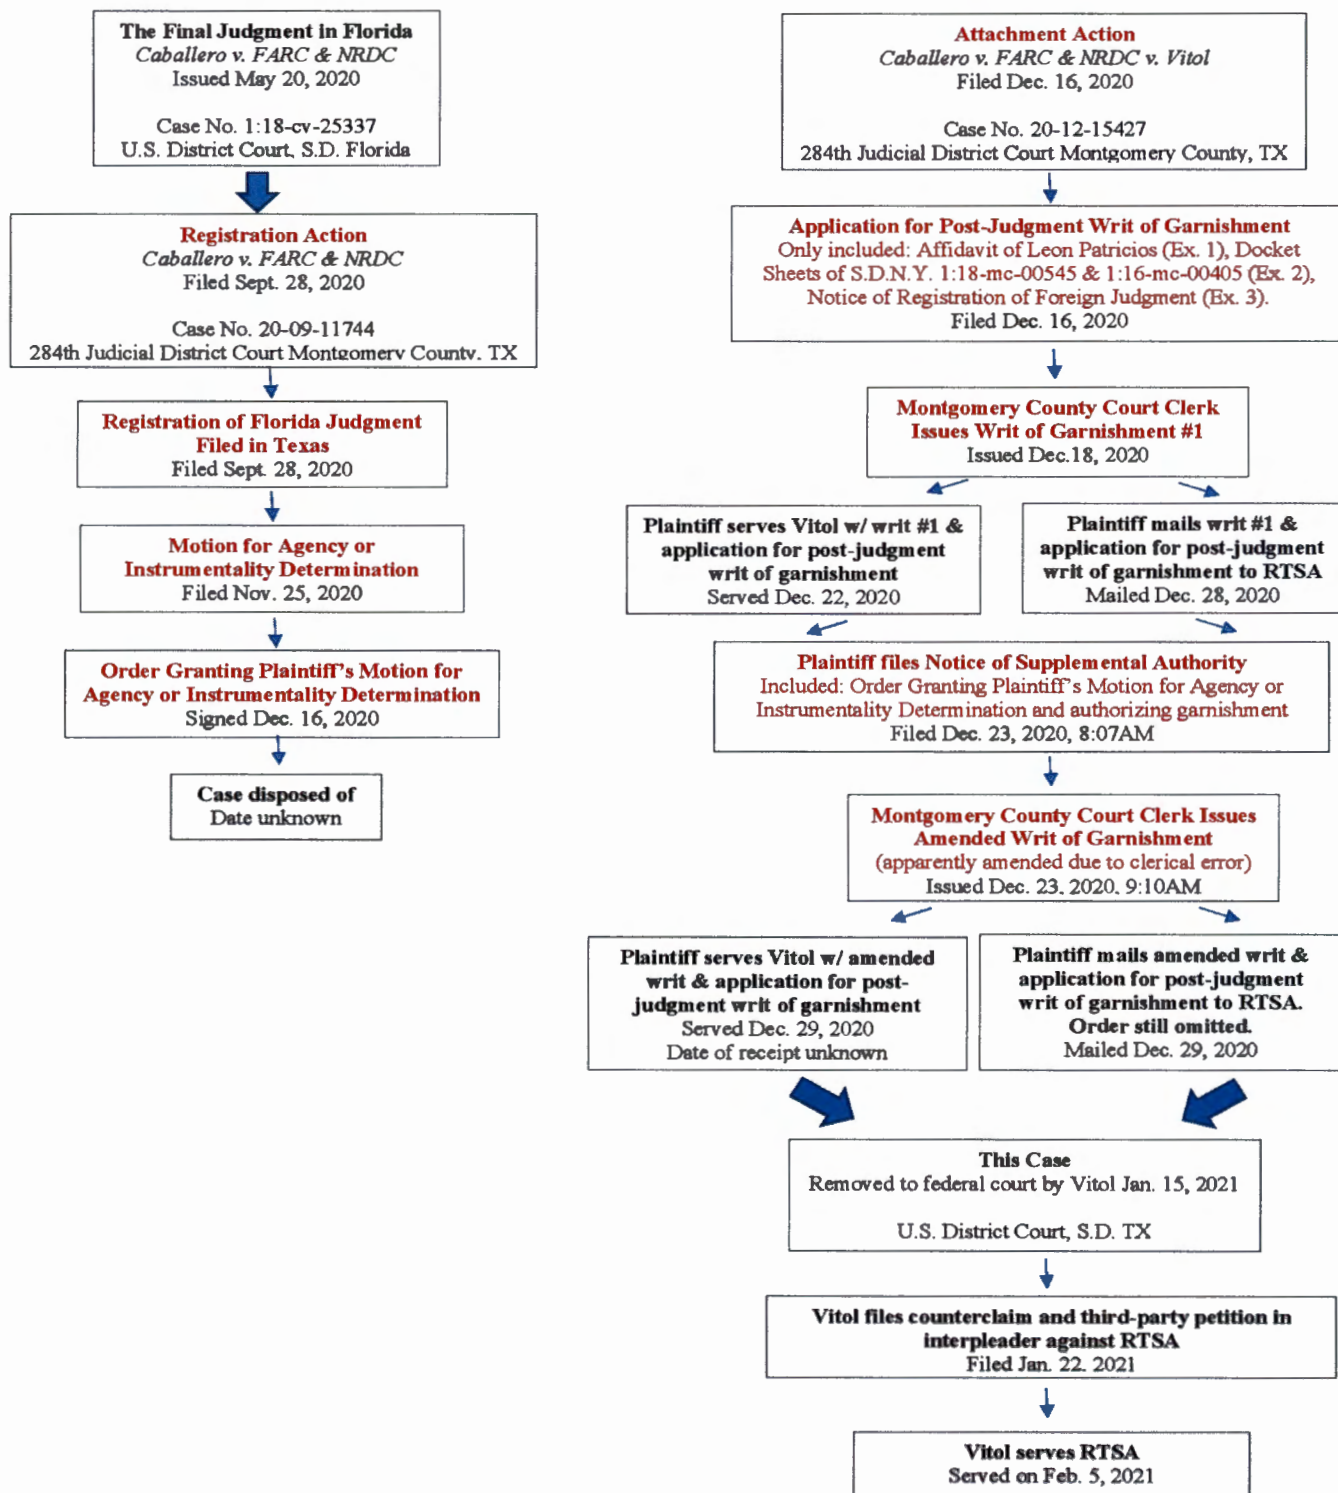 The Final Judgment in Florida
Caballero v. FARC & NRDC
Issued May 20, 2020
Case No. 1:18-cv-25337
U.S. District Court, S.D. Florida
Registration Action
Caballero v. FARC & NRDC
Filed Sept. 28, 2020
Case No. 20-09-11744
284th Judicial District Court Montgomery County, TX
Registration of Florida Judgment
Filed in Texas
Filed Sept. 28, 2020
Motion for Agency or
Instrumentality Determination
Filed Nov. 25, 2020
Order Granting Plaintiff's Motion for
Agency or Instrumentality Determination
Signed Dec. 16, 2020
Case disposed of
Date unknown
Attachment Action
Caballero v. FARC & NRDC v. Vitol
Filed Dec. 16, 2020
Case No. 20-12-15427
284th Judicial District Court Montgomery County, TX
Application for Post-Judgment Writ of Garnishment
Only included: Affidavit of Leon Patricios (Ex. 1), Docket
Sheets of S.D.N.Y. 1:18-mc-00545 & 1:16-mc-00405 (Ex. 2),
Notice of Registration of Foreign Judgment (Ex. 3).
Filed Dec. 16, 2020
Montgomery County Court Clerk
Issues Writ of Garnishment #1
Issued Dec.18, 2020
Plaintiff serves Vitol w/ writ #1 &
application for post-judgment
writ of garnishment
Served Dec. 22, 2020
Plaintiff mails writ #1 &
application for post-judgment
writ of garnishment to RTSA
Mailed Dec. 28, 2020
Plaintiff files Notice of Supplemental Authority
Included: Order Granting Plaintiff's Motion for Agency or
Instrumentality Determination and authorizing garnishment
Filed Dec. 23, 2020, 8:07AM
Montgomery County Court Clerk Issues
Amended Writ of Garnishment
(apparently amended due to clerical error)
Issued Dec. 23, 2020, 9:10AM
Plaintiff serves Vitol w/ amended
writ & application for post-
judgment writ of garnishment
Served Dec. 29, 2020
Date of receipt unknown
Plaintiff mails amended writ &
application for post-judgment
writ of garnishment to RTSA.
Order still omitted.
Mailed Dec. 29, 2020
This Case
Removed to federal court by Vitol Jan. 15, 2021
U.S. District Court, S.D. TX
Vitol files counterclaim and third-party petition in
interpleader against RTSA
Filed Jan. 22, 2021
Vitol serves RTSA
Served on Feb. 5, 2021